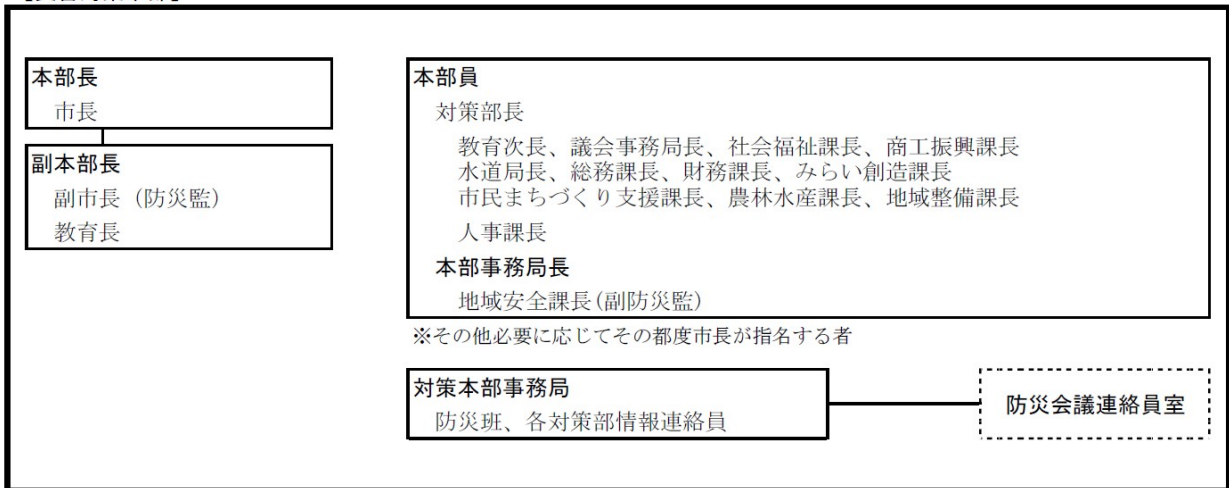 本部長
市長
副本部長
副市長（防災監）
教育長
本部員
対策部長
教育次長、議会事務局長、社会福祉課長、商工振興課長
水道局長、総務課長、財務課長、みらい創造課長
市民まちづくり支援課長、農林水産課長、地域整備課長
人事課長
本部事務局長
地域安全課長(副防災監)
※その他必要に応じてその都度市長が指名する者
対策本部事務局
防災班、各対策部情報連絡員
防災会議連絡員室